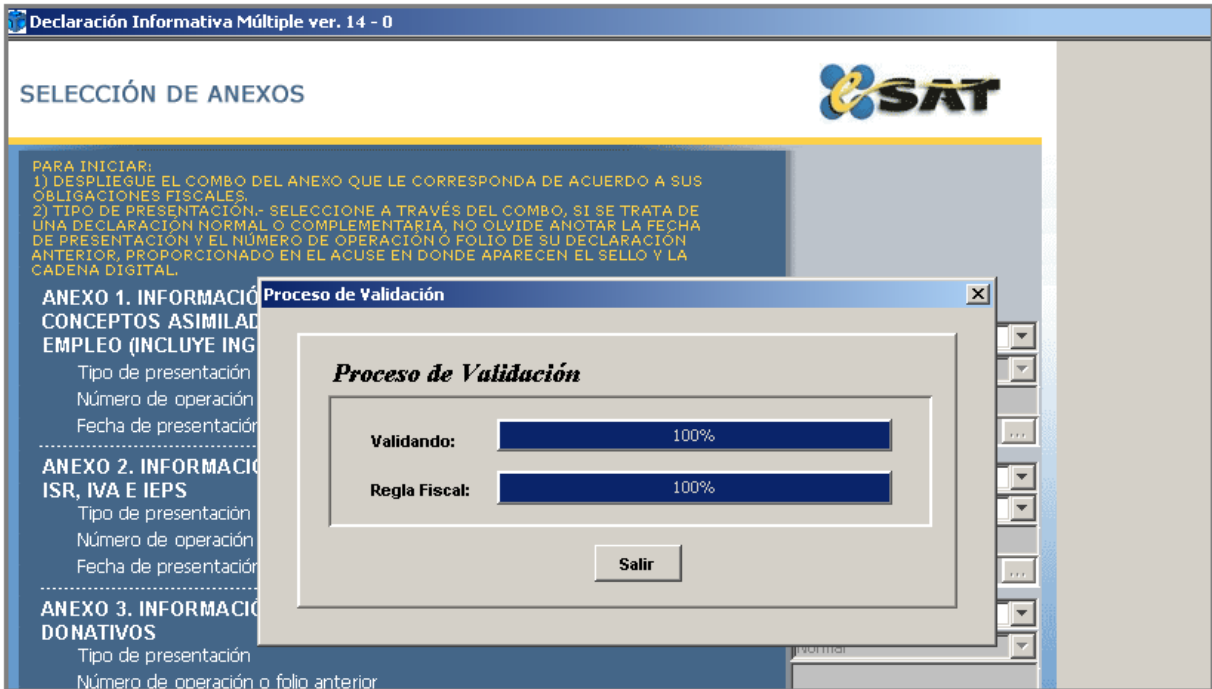 Declaración Informativa Múltiple ver. 14 - 0
SELECCIÓN DE ANEXOS
eSAT
PARA INICIAR:
1) DESPLIEGUE EL COMBO DEL ANEXO QUE LE CORRESPONDA DE ACUERDO A SUS
OBLIGACIONES FISCALES.
2) TIPO DE PRESENTACIÓN.- SELECCIONE A TRAVÉS DEL COMBO, SI SE TRATA DE
UNA DECLARACIÓN NORMAL O COMPLEMENTARIA, NO OLVIDE ANOTAR LA FECHA
DE PRESENTACIÓN Y EL NÚMERO DE OPERACIÓN O FOLIO DE SU DECLARACIÓN
ANTERIOR, PROPORCIONADO EN EL ACUSE EN DONDE APARECEN EL SELLO Y LA
CADENA DIGITAL.
ANEXO 1. INFORMACIÓ
CONCEPTOS ASIMILAD
EMPLEO (INCLUYE ING
Tipo de presentación
Número de operación
Fecha de presentación
ANEXO 2. INFORMACIÓ
ISR, IVA E IEPS
Tipo de presentación
Número de operación
Fecha de presentación
ANEXO 3. INFORMACIÓ
DONATIVOS
Tipo de presentación
Número de operación o folio anterior
Normal
Proceso de Validación
Proceso de Validación
Validando: 100%
Regla Fiscal: 100%
Salir